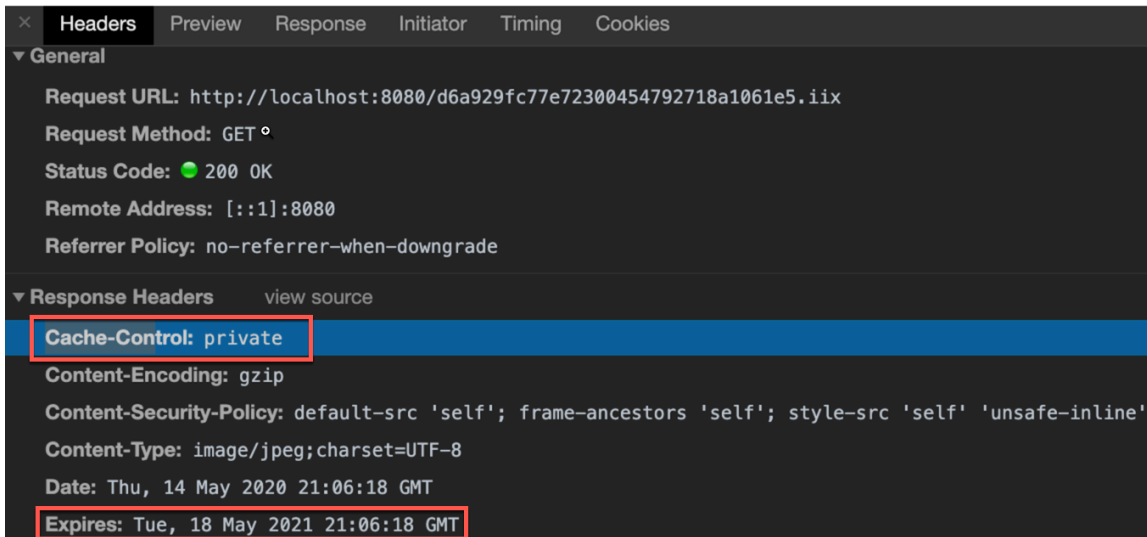 × Headers Preview Response Initiator Timing Cookies
General
Request URL: http://localhost:8080/d6a929fc77e72300454792718a1061e5.iix
Request Method: GET
Status Code: 200 OK
Remote Address: [::1]:8080
Referrer Policy: no-referrer-when-downgrade
Response Headers view source
Cache-Control: private
Content-Encoding: gzip
Content-Security-Policy: default-src 'self'; frame-ancestors 'self'; style-src 'self' 'unsafe-inline'
Content-Type: image/jpeg;charset=UTF-8
Date: Thu, 14 May 2020 21:06:18 GMT
Expires: Tue, 18 May 2021 21:06:18 GMT